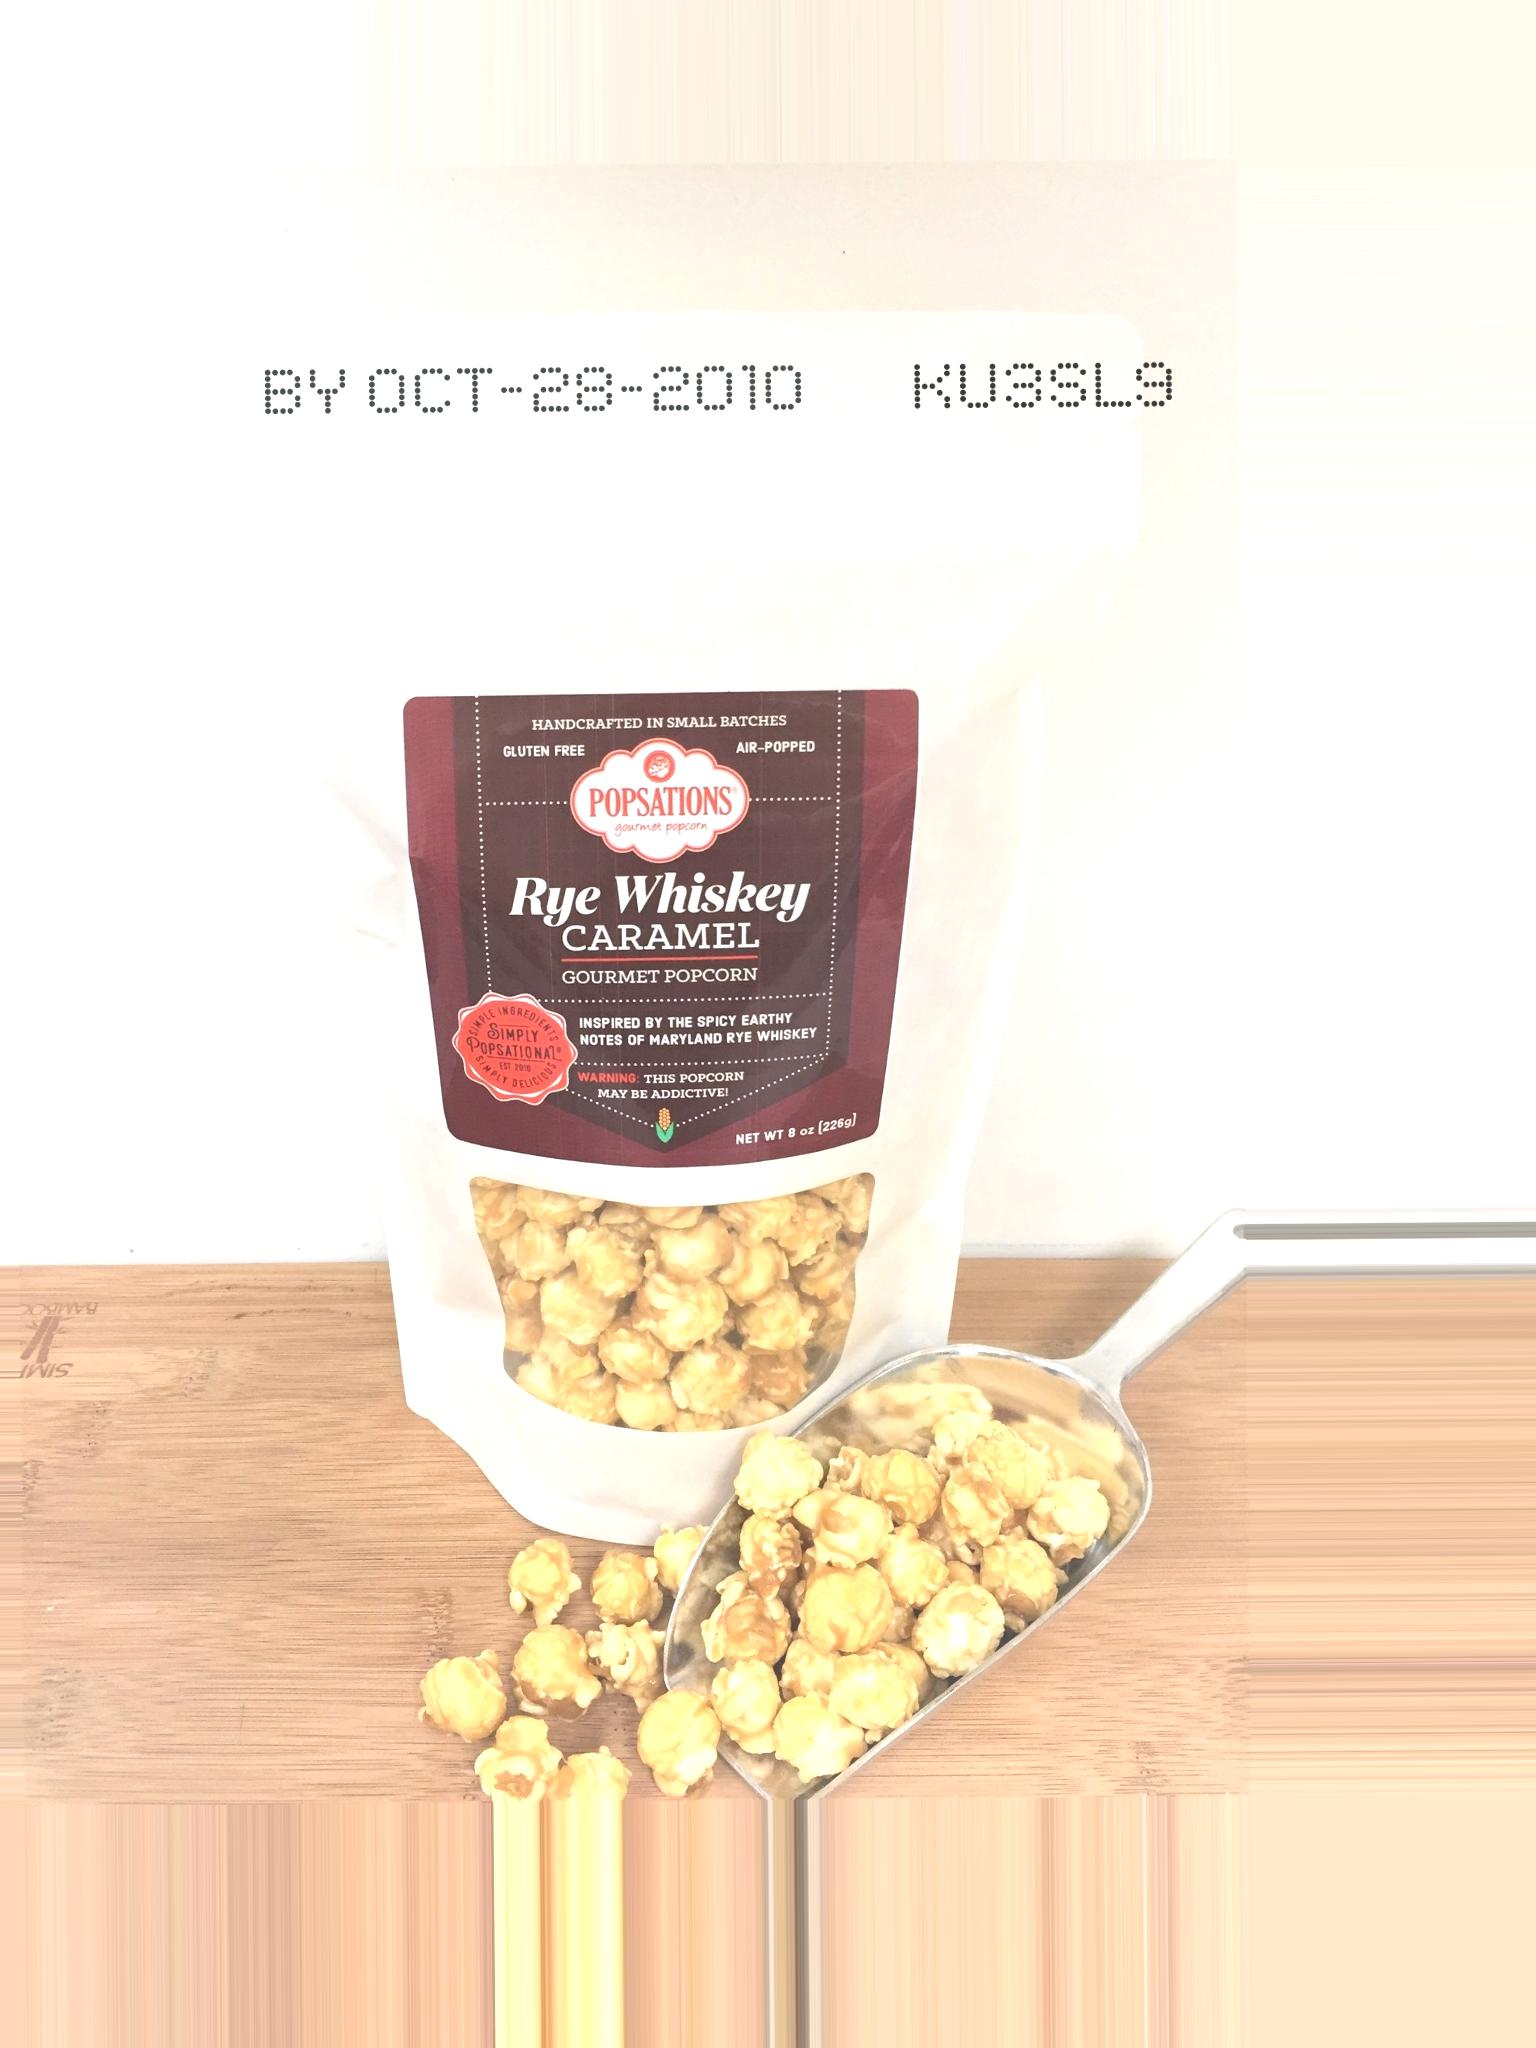 BY OCT-28-2010 KU3SL9
HANDCRAFTED IN SMALL BATCHES
GLUTEN FREE AIR-POPPED
POPSATIONS®
gourmet popcorn
Rye Whiskey
CARAMEL
GOURMET POPCORN
SIMPLE INGREDIENTS
SIMPLY
POPSATIONAL®
EST 2010
SIMPLY DELICIOUS
INSPIRED BY THE SPICY EARTHY
NOTES OF MARYLAND RYE WHISKEY
WARNING: THIS POPCORN
MAY BE ADDICTIVE!
NET WT 8 oz (226g)
SIMP